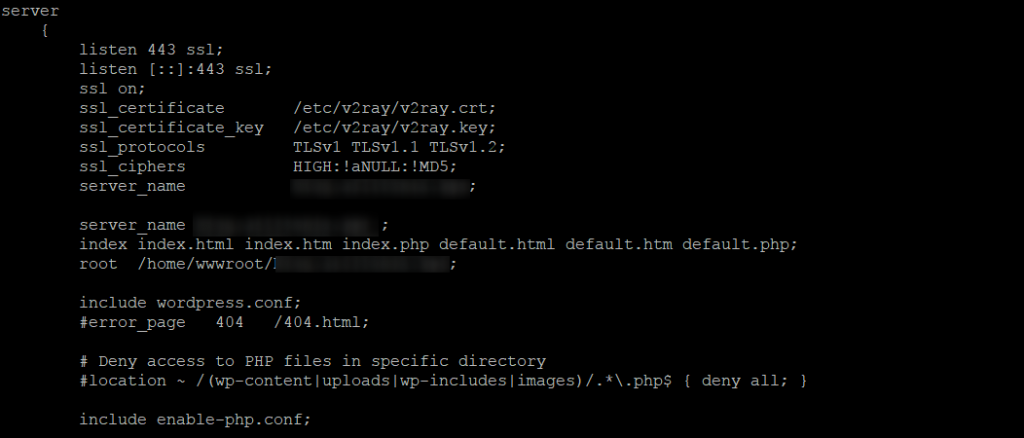 server
{
listen 443 ssl;
listen [::]:443 ssl;
ssl on;
ssl_certificate /etc/v2ray/v2ray.crt;
ssl_certificate_key /etc/v2ray/v2ray.key;
ssl_protocols TLSv1 TLSv1.1 TLSv1.2;
ssl_ciphers HIGH:!aNULL:!MD5;
server_name ;
server_name ;
index index.html index.htm index.php default.html default.htm default.php;
root /home/wwwroot/ ;
include wordpress.conf;
#error_page 404 /404.html;
# Deny access to PHP files in specific directory
#location ~ /(wp-content|uploads|wp-includes|images)/.*\.php$ { deny all; }
include enable-php.conf;